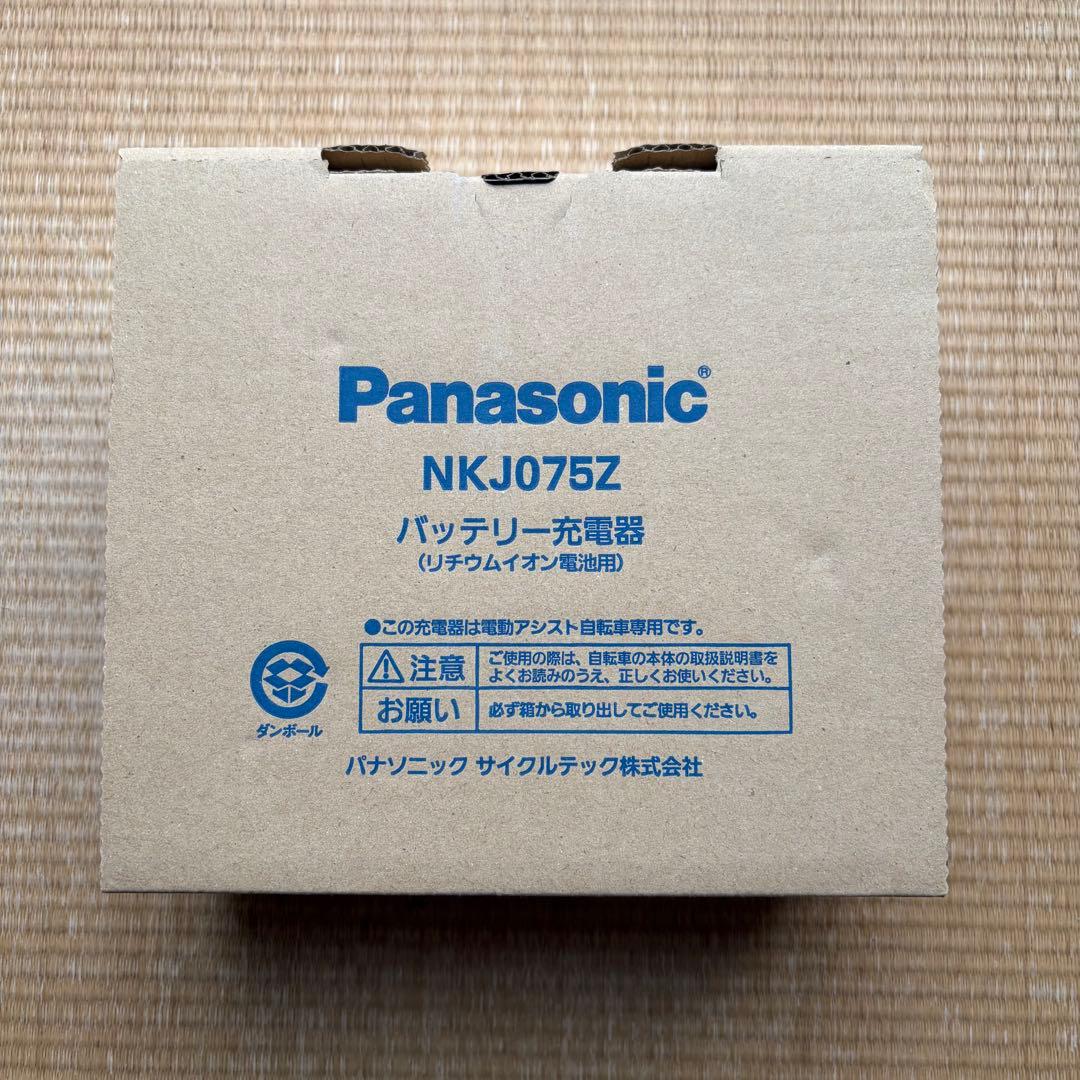 Panasonic®
NKJ075Z
バッテリー充電器
(リチウムイオン電池用)
●この充電器は電動アシスト自転車専用です。
注意
ご使用の際は、自転車の本体の取扱説明書を
よくお読みのうえ、正しくお使いください。
お願い
必ず箱から取り出してご使用ください。
ダンボール
パナソニック サイクルテック株式会社